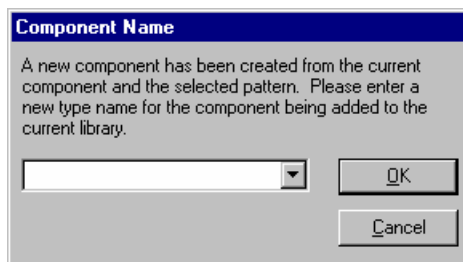 Component Name
A new component has been created from the current
component and the selected pattern.  Please enter a
new type name for the component being added to the
current library.
OK
Cancel